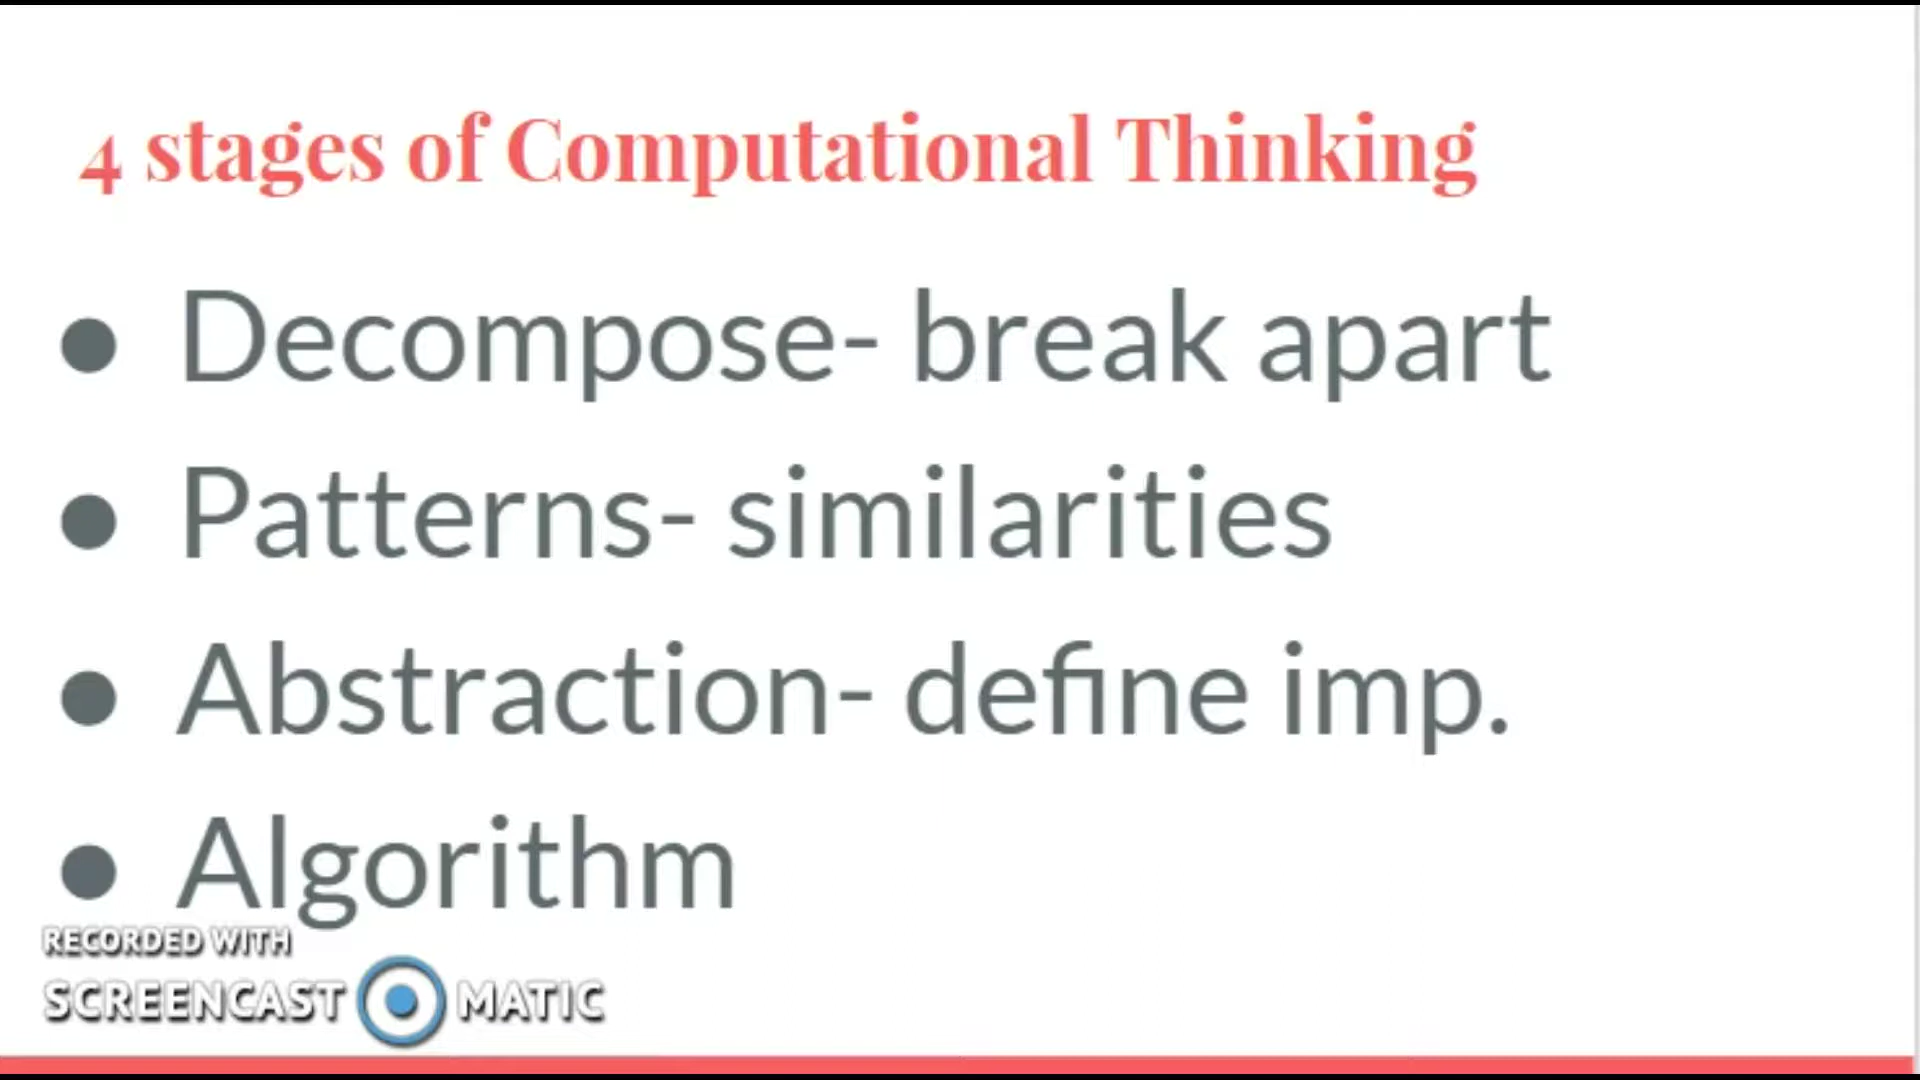 4 stages of Computational Thinking
● Decompose- break apart
● Patterns- similarities
● Abstraction- define imp.
● Algorithm
RECORDED WITH
SCREENCAST MATIC